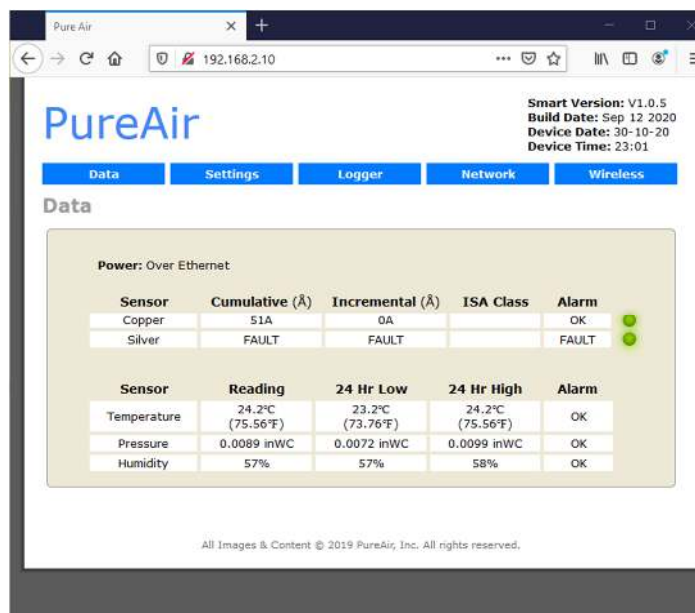 Pure Air
192.168.2.10
PureAir
Smart Version: V1.0.5
Build Date: Sep 12 2020
Device Date: 30-10-20
Device Time: 23:01
Data Settings Logger Network Wireless
Data
Power: Over Ethernet
Sensor Cumulative (Å) Incremental (Å) ISA Class Alarm
Copper 51A 0A OK
Silver FAULT FAULT FAULT
Sensor Reading 24 Hr Low 24 Hr High Alarm
Temperature 24.2°C (75.56°F) 23.2°C (73.76°F) 24.2°C (75.56°F) OK
Pressure 0.0089 inWC 0.0072 inWC 0.0099 inWC OK
Humidity 57% 57% 58% OK
All Images & Content © 2019 PureAir, Inc. All rights reserved.